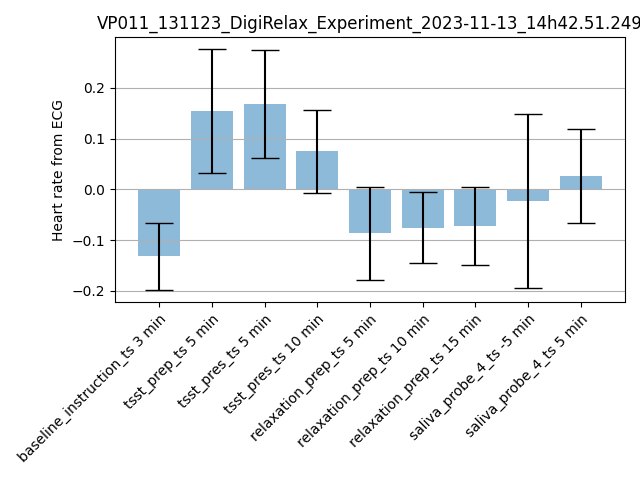 VP011_131123_DigiRelax_Experiment_2023-11-13_14h42.51.249
Heart rate from ECG
0.2
0.1
0.0
−0.1
−0.2
baseline_instruction_ts 3 min
tsst_prep_ts 5 min
tsst_pres_ts 5 min
tsst_pres_ts 10 min
relaxation_prep_ts 5 min
relaxation_prep_ts 10 min
relaxation_prep_ts 15 min
saliva_probe_4_ts -5 min
saliva_probe_4_ts 5 min